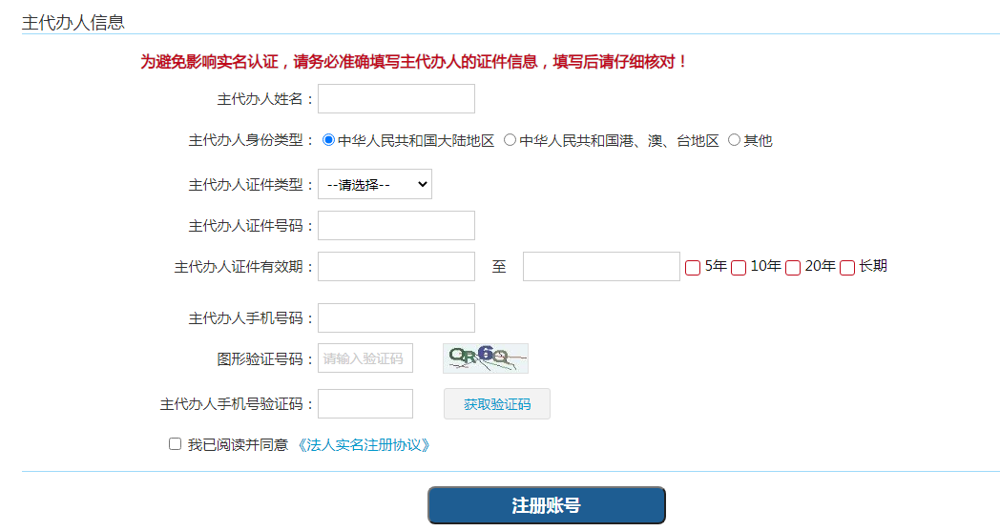 主代办人信息
为避免影响实名认证，请务必准确填写主代办人的证件信息，填写后请仔细核对！
主代办人姓名：
主代办人身份类型： 中华人民共和国大陆地区 中华人民共和国港、澳、台地区 其他
主代办人证件类型： --请选择--
主代办人证件号码：
主代办人证件有效期： 至 5年 10年 20年 长期
主代办人手机号码：
图形验证号码： 请输入验证码 QR6Q
主代办人手机号验证码： 获取验证码
我已阅读并同意 《法人实名注册协议》
注册账号